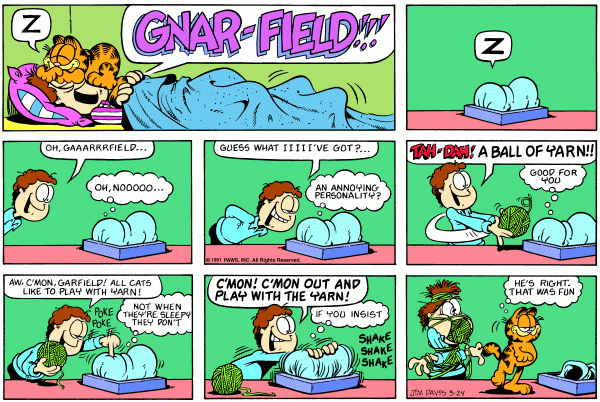 Z
GNAR-FIELD!!!
Z
OH, GAAARRRFIELD...
OH, NOOOOO...
GUESS WHAT IIIII'VE GOT?...
AN ANNOYING
PERSONALITY?
© 1991 PAWS, INC. All Rights Reserved.
TAH-DAH! A BALL OF YARN!!
GOOD FOR
YOU
AW, C'MON, GARFIELD! ALL CATS
LIKE TO PLAY WITH YARN!
POKE
POKE
NOT WHEN
THEY'RE SLEEPY
THEY DON'T
C'MON! C'MON OUT AND
PLAY WITH THE YARN!
IF YOU INSIST
SHAKE
SHAKE
SHAKE
HE'S RIGHT.
THAT WAS FUN
JIM DAVIS 3-24